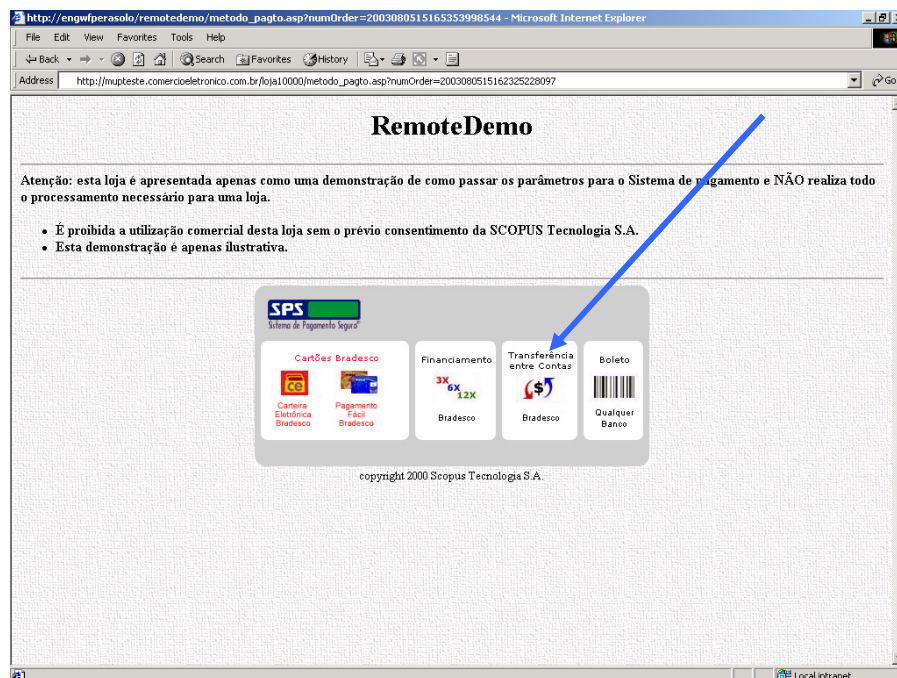 http://engwfperasolo/remotedemo/metodo_pagto.asp?numOrder=2003080515165353998544 - Microsoft Internet Explorer
File Edit View Favorites Tools Help
Back Search Favorites History
Address http://mupteste.comercioeletronico.com.br/loja10000/metodo_pagto.asp?numOrder=2003080515162325228097 Go
RemoteDemo
Atenção: esta loja é apresentada apenas como uma demonstração de como passar os parâmetros para o Sistema de pagamento e NÃO realiza todo
o processamento necessário para uma loja.
• É proibida a utilização comercial desta loja sem o prévio consentimento da SCOPUS Tecnologia S.A.
• Esta demonstração é apenas ilustrativa.
SPS
Sistema de Pagamento Seguro
Cartões Bradesco
ce
Carteira
Eletrônica
Bradesco
Pagamento
Fácil
Bradesco
Financiamento
3X
6X
12X
Bradesco
Transferência
entre Contas
$
Bradesco
Boleto
Qualquer
Banco
copyright 2000 Scopus Tecnologia S.A.
Local intranet